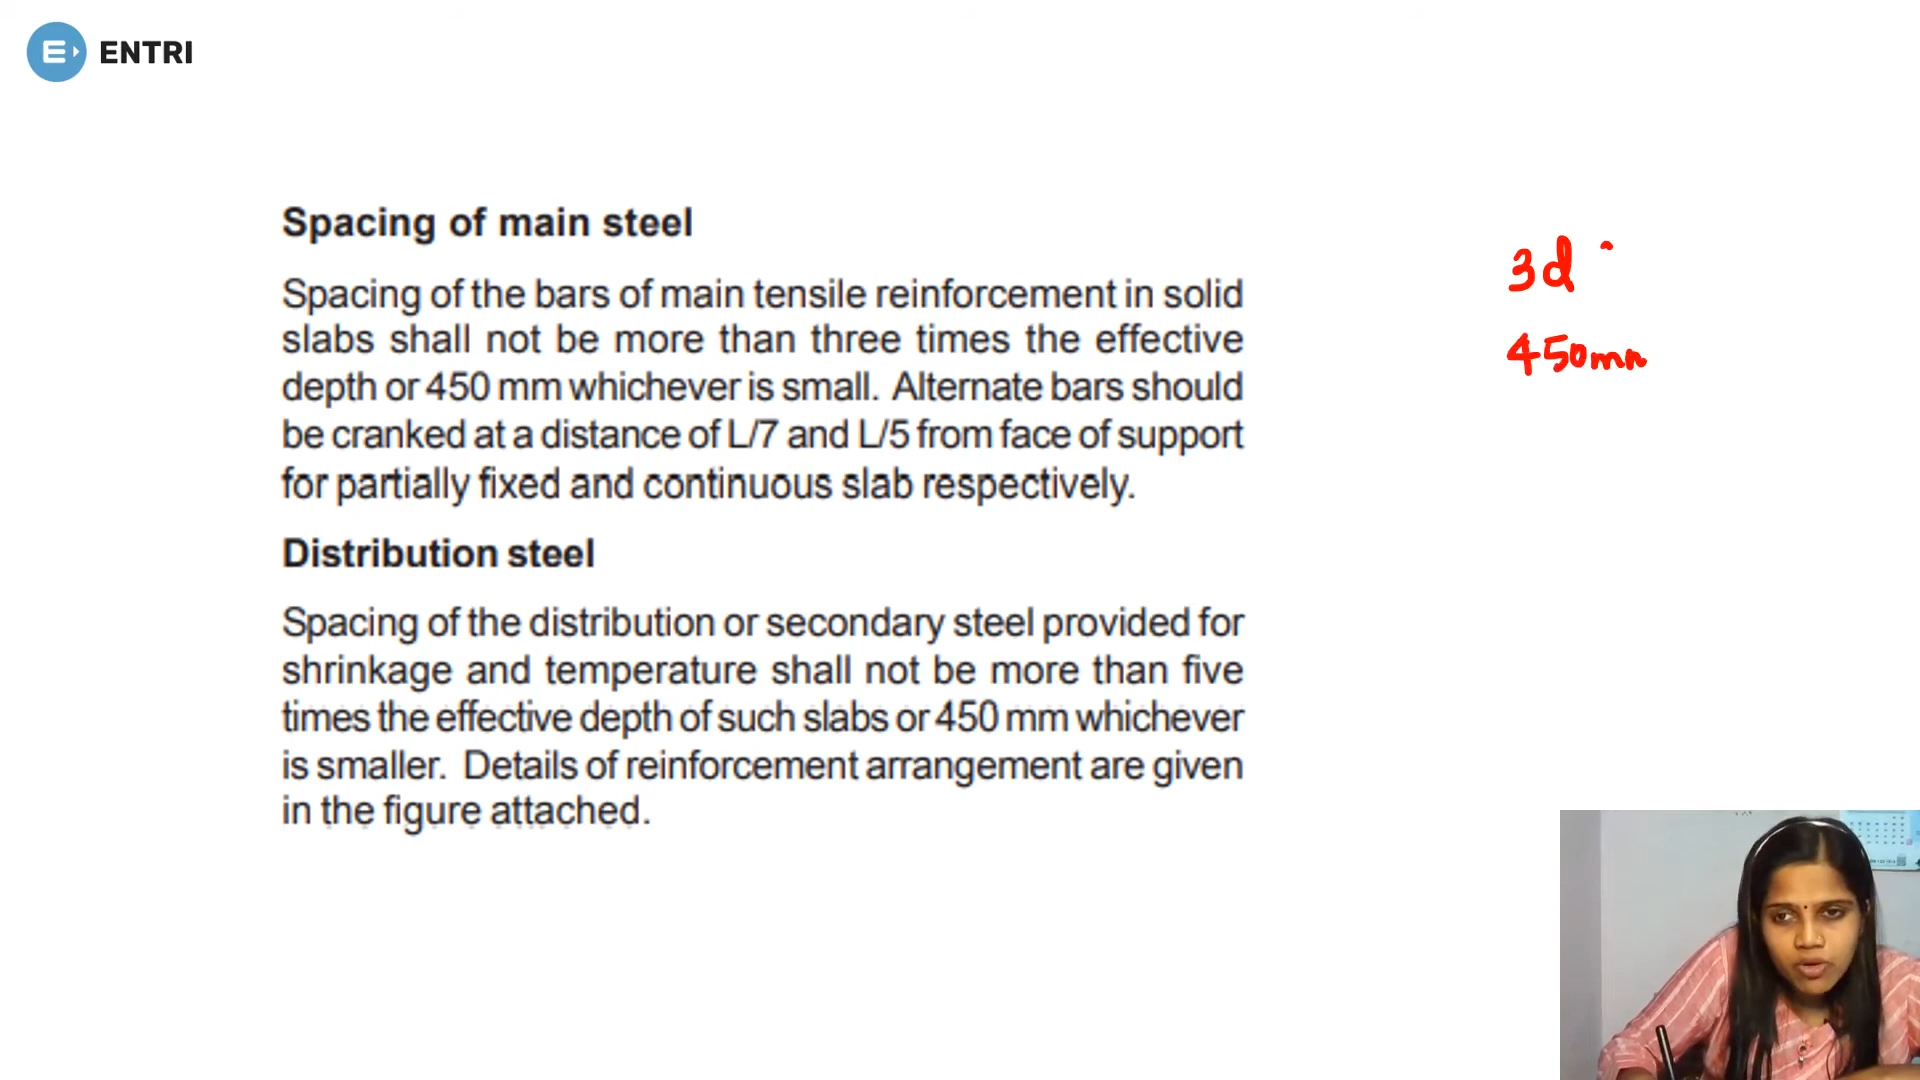 ENTRI
Spacing of main steel
Spacing of the bars of main tensile reinforcement in solid
slabs shall not be more than three times the effective
depth or 450 mm whichever is small. Alternate bars should
be cranked at a distance of L/7 and L/5 from face of support
for partially fixed and continuous slab respectively.
Distribution steel
Spacing of the distribution or secondary steel provided for
shrinkage and temperature shall not be more than five
times the effective depth of such slabs or 450 mm whichever
is smaller. Details of reinforcement arrangement are given
in the figure attached.
3d
450mm